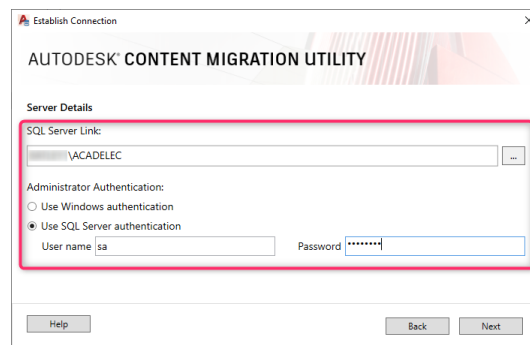 Establish Connection
AUTODESK® CONTENT MIGRATION UTILITY
Server Details
SQL Server Link:
\ACADELEC
...
Administrator Authentication:
Use Windows authentication
Use SQL Server authentication
User name sa Password ••••••••
Help Back Next